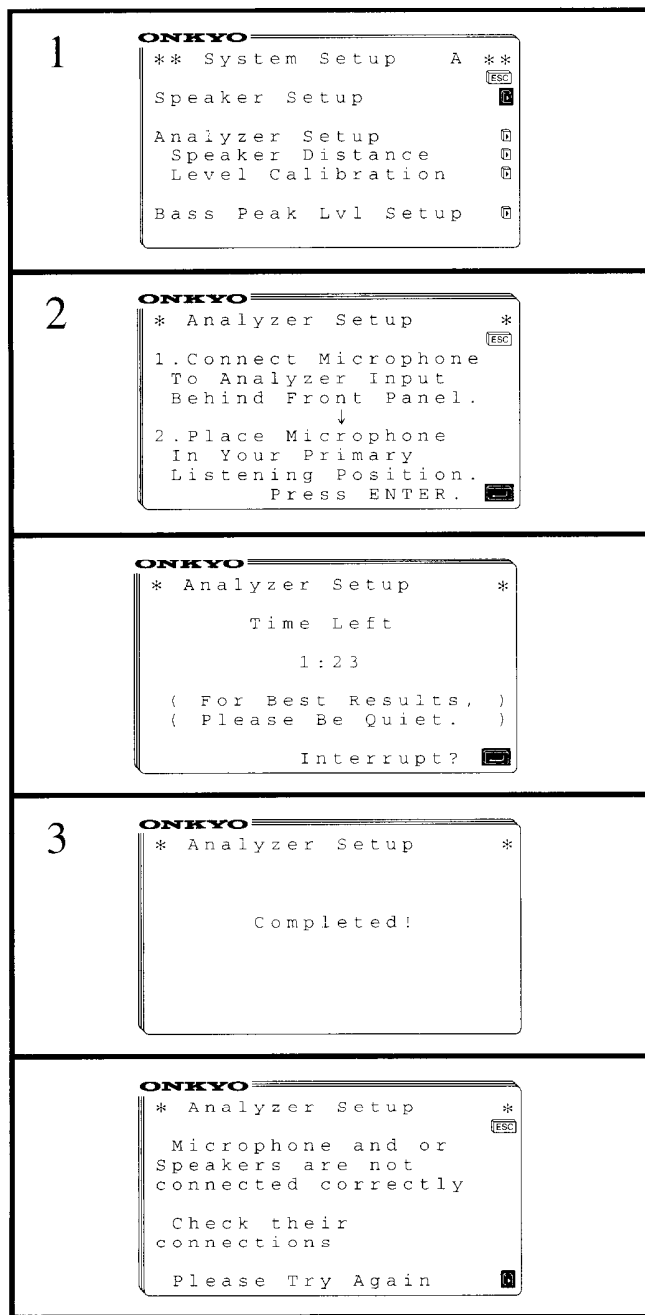 1
ONKYO
** System Setup A **
ESC
Speaker Setup
Analyzer Setup
Speaker Distance
Level Calibration
Bass Peak Lvl Setup
2
ONKYO
* Analyzer Setup *
ESC
1.Connect Microphone
To Analyzer Input
Behind Front Panel.
↓
2.Place Microphone
In Your Primary
Listening Position.
Press ENTER.
ONKYO
* Analyzer Setup *
Time Left
1:23
( For Best Results, )
( Please Be Quiet. )
Interrupt?
3
ONKYO
* Analyzer Setup *
Completed!
ONKYO
* Analyzer Setup *
ESC
Microphone and or
Speakers are not
connected correctly
Check their
connections
Please Try Again